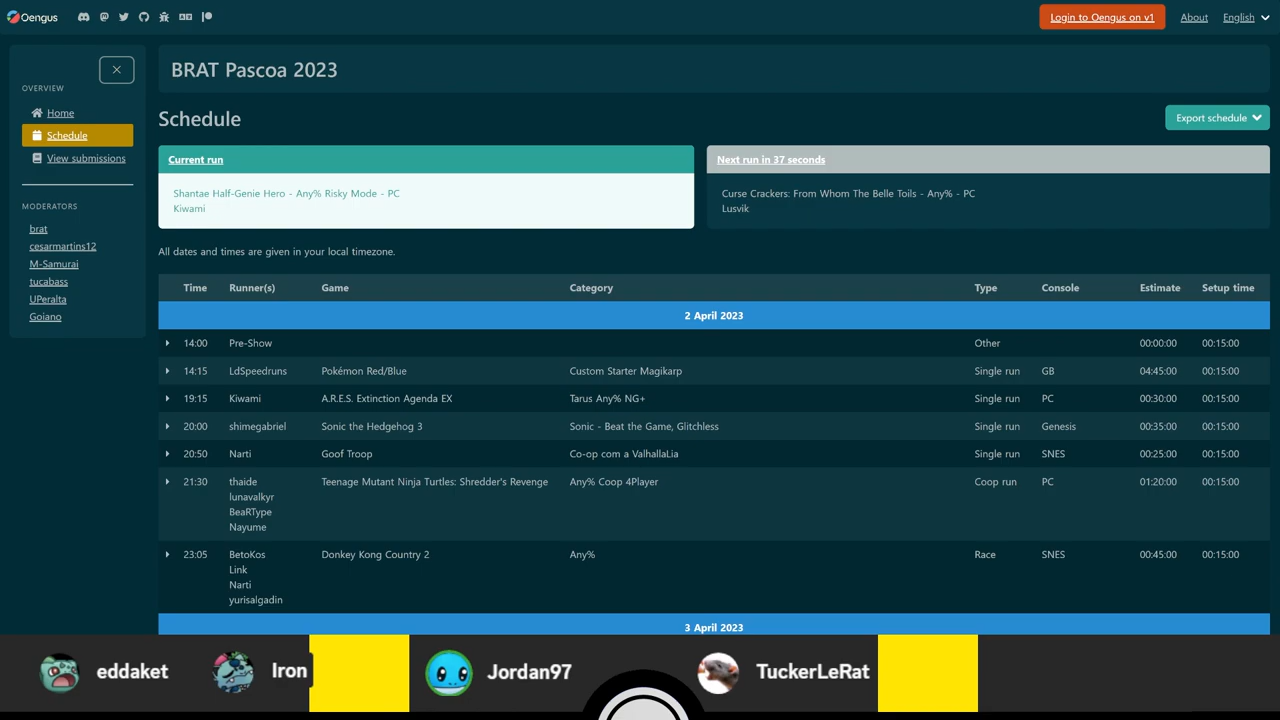 Oengus
Login to Oengus on v1
About
English
OVERVIEW
Home
Schedule
View submissions
MODERATORS
brat
cesarmartins12
M-Samurai
tucabass
UPeralta
Goiano
BRAT Pascoa 2023
Schedule
Export schedule
Current run
Shantae Half-Genie Hero - Any% Risky Mode - PC
Kiwami
Next run in 37 seconds
Curse Crackers: From Whom The Belle Toils - Any% - PC
Lusvik
All dates and times are given in your local timezone.
Time Runner(s) Game Category Type Console Estimate Setup time
2 April 2023
14:00 Pre-Show Other 00:00:00 00:15:00
14:15 LdSpeedruns Pokémon Red/Blue Custom Starter Magikarp Single run GB 04:45:00 00:15:00
19:15 Kiwami A.R.E.S. Extinction Agenda EX Tarus Any% NG+ Single run PC 00:30:00 00:15:00
20:00 shimegabriel Sonic the Hedgehog 3 Sonic - Beat the Game, Glitchless Single run Genesis 00:35:00 00:15:00
20:50 Narti Goof Troop Co-op com a ValhallaLia Single run SNES 00:25:00 00:15:00
21:30 thaide Teenage Mutant Ninja Turtles: Shredder's Revenge Any% Coop 4Player Coop run PC 01:20:00 00:15:00
lunavalkyr
BeaRType
Nayume
23:05 BetoKos Donkey Kong Country 2 Any% Race SNES 00:45:00 00:15:00
Link
Narti
yurisalgadin
3 April 2023
eddaket Iron Jordan97 TuckerLeRat